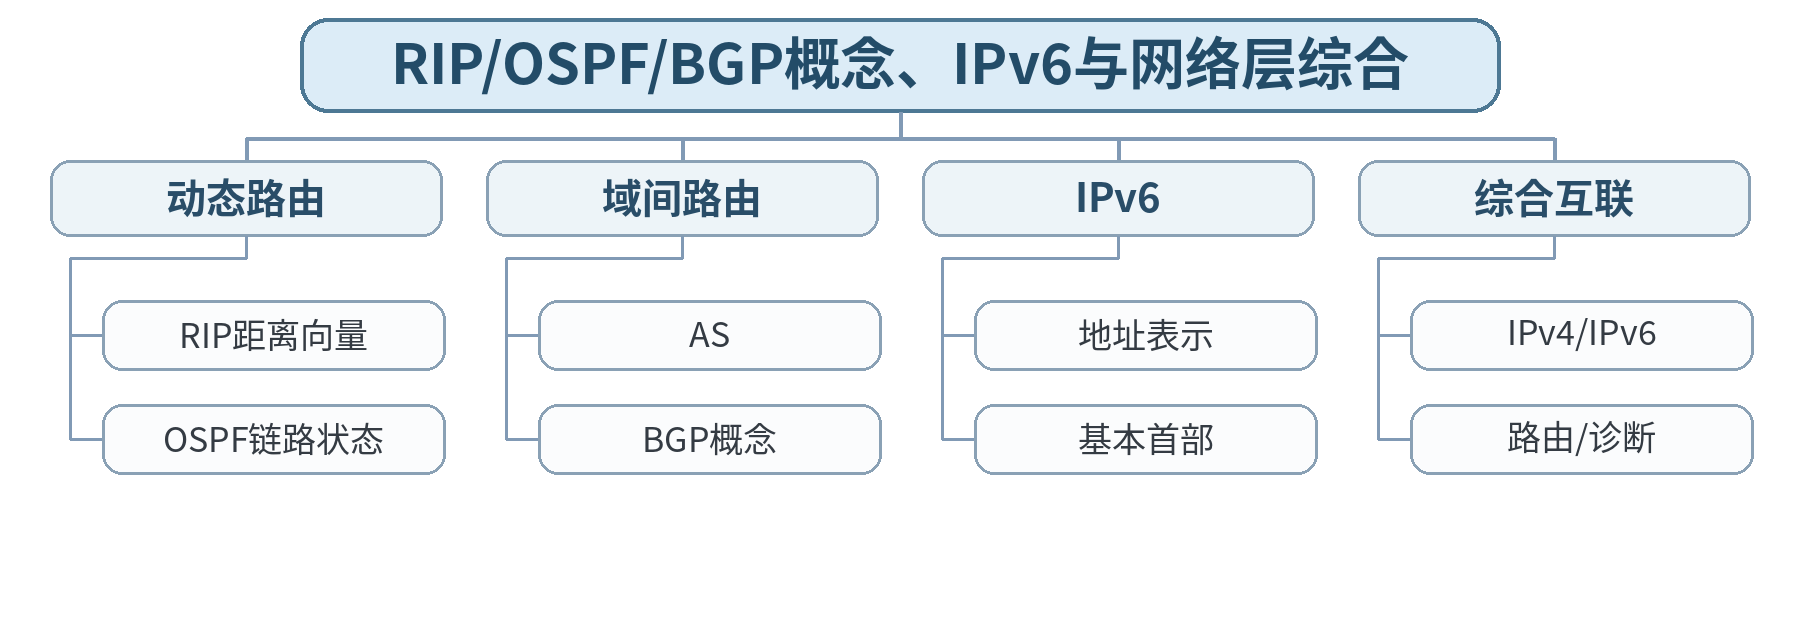 RIP/OSPF/BGP概念、IPv6与网络层综合
动态路由
RIP距离向量
OSPF链路状态
域间路由
AS
BGP概念
IPv6
地址表示
基本首部
综合互联
IPv4/IPv6
路由/诊断